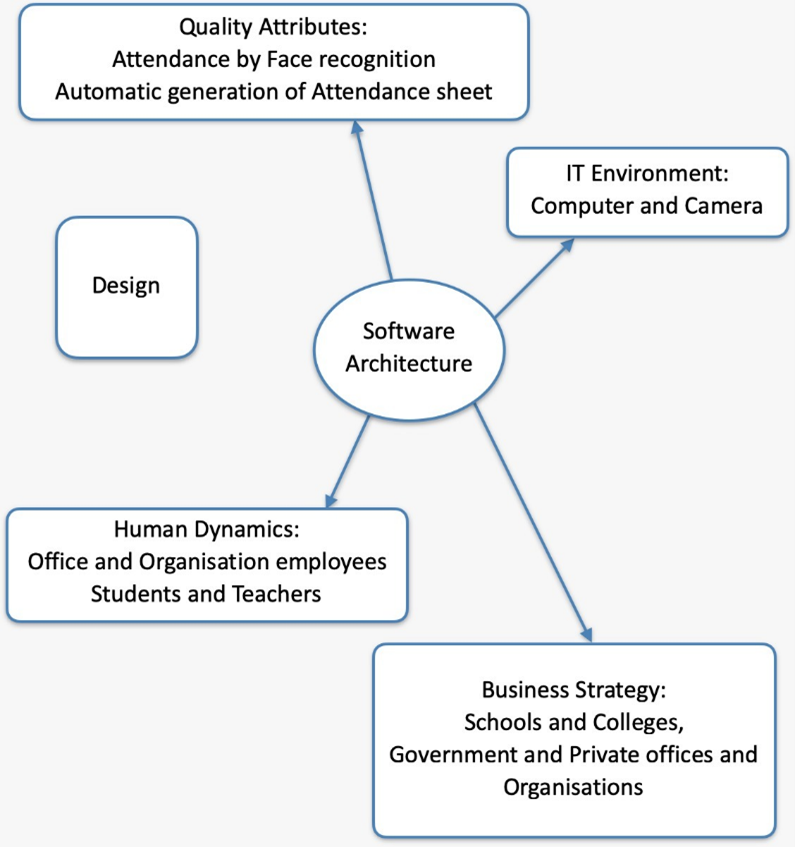 Quality Attributes:
Attendance by Face recognition
Automatic generation of Attendance sheet
IT Environment:
Computer and Camera
Design
Software
Architecture
Human Dynamics:
Office and Organisation employees
Students and Teachers
Business Strategy:
Schools and Colleges,
Government and Private offices and
Organisations